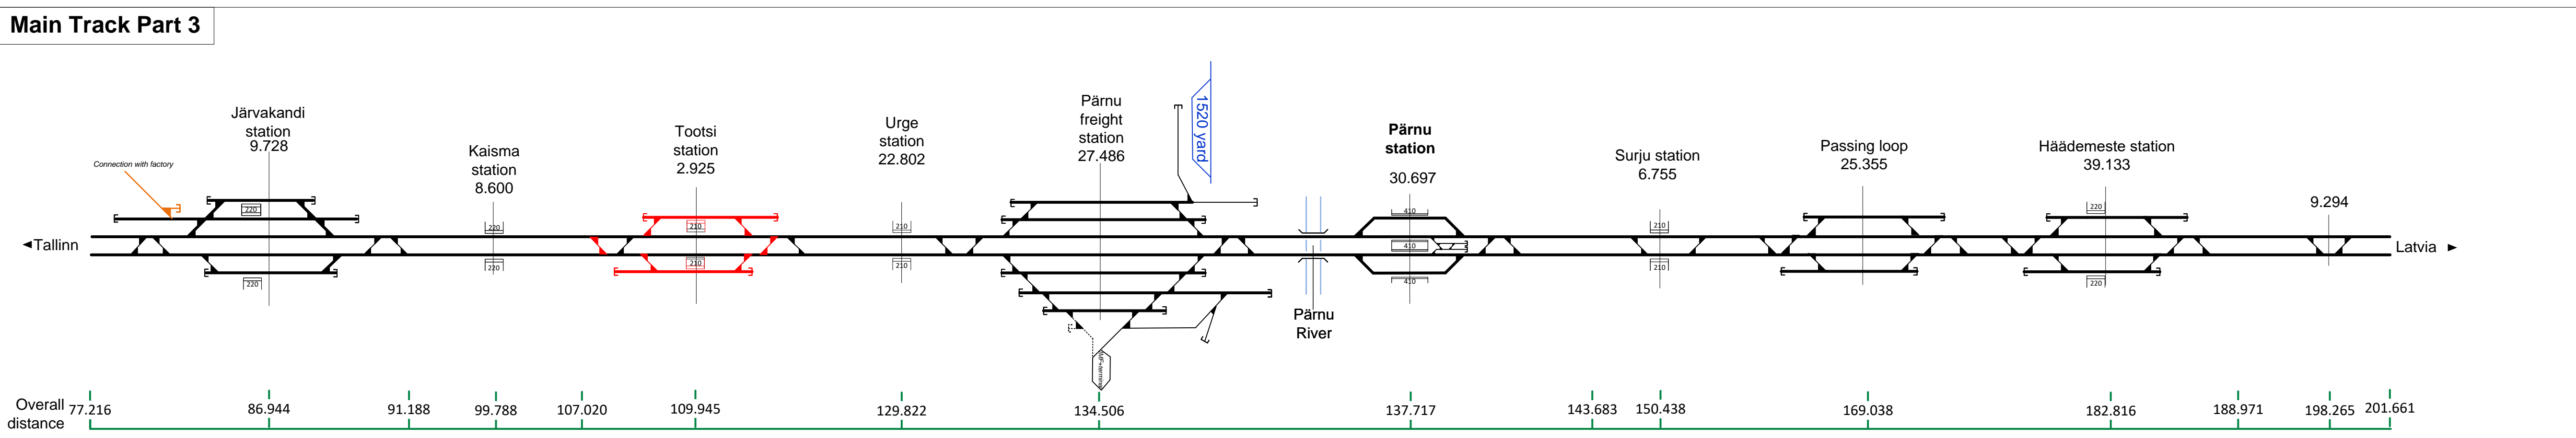 Main Track Part 3
Järvakandi
station
9.728
Connection with factory
Kaisma
station
8.600
Tootsi
station
2.925
Urge
station
22.802
Pärnu
freight
station
27.486
1520 yard
Pärnu
station
30.697
Surju station
6.755
Passing loop
25.355
Häädemeste station
39.133
9.294
220
220
220
220
210
210
210
210
410
410
410
210
210
220
220
Tallinn
Latvia
Pärnu
River
Overall
distance
77.216
86.944
91.188
99.788
107.020
109.945
129.822
134.506
137.717
143.683
150.438
169.038
182.816
188.971
198.265
201.661